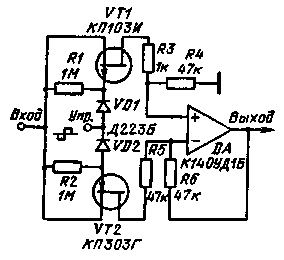 VT1
КП103И
R1
1М
R3
1к
R4
47к
Вход
Упр.
VD1
Д223Б
VD2
R2
1М
R5
47к
R6
47к
Выход
DA
К140УД1Б
VT2
КП303Г